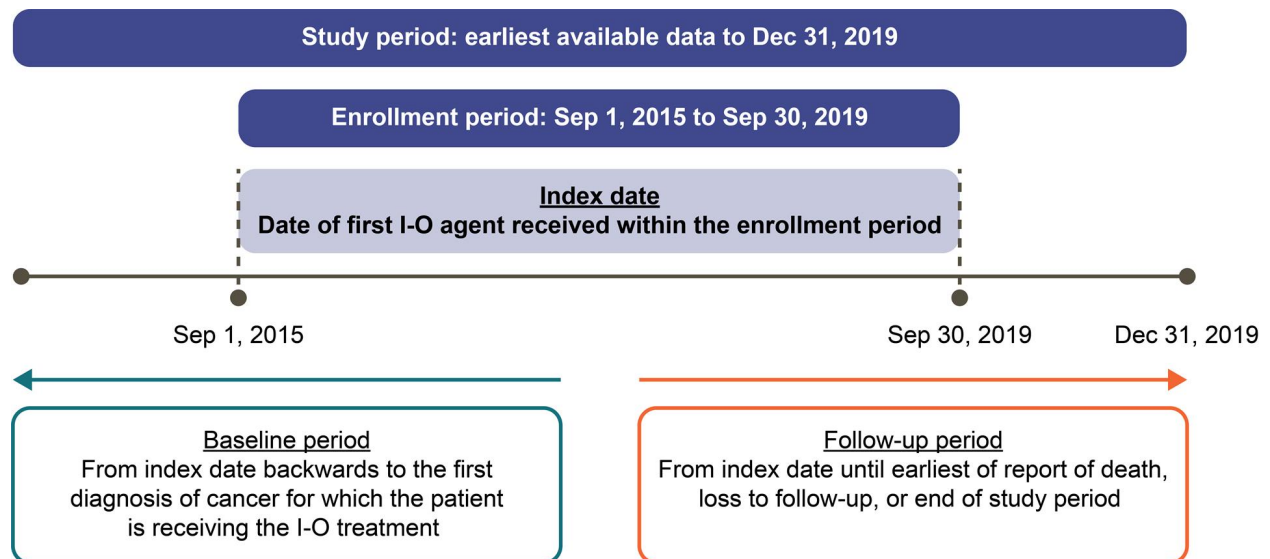 Study period: earliest available data to Dec 31, 2019
Enrollment period: Sep 1, 2015 to Sep 30, 2019
Index date
Date of first I-O agent received within the enrollment period
Sep 1, 2015
Sep 30, 2019
Dec 31, 2019
Baseline period
From index date backwards to the first
diagnosis of cancer for which the patient
is receiving the I-O treatment
Follow-up period
From index date until earliest of report of death,
loss to follow-up, or end of study period